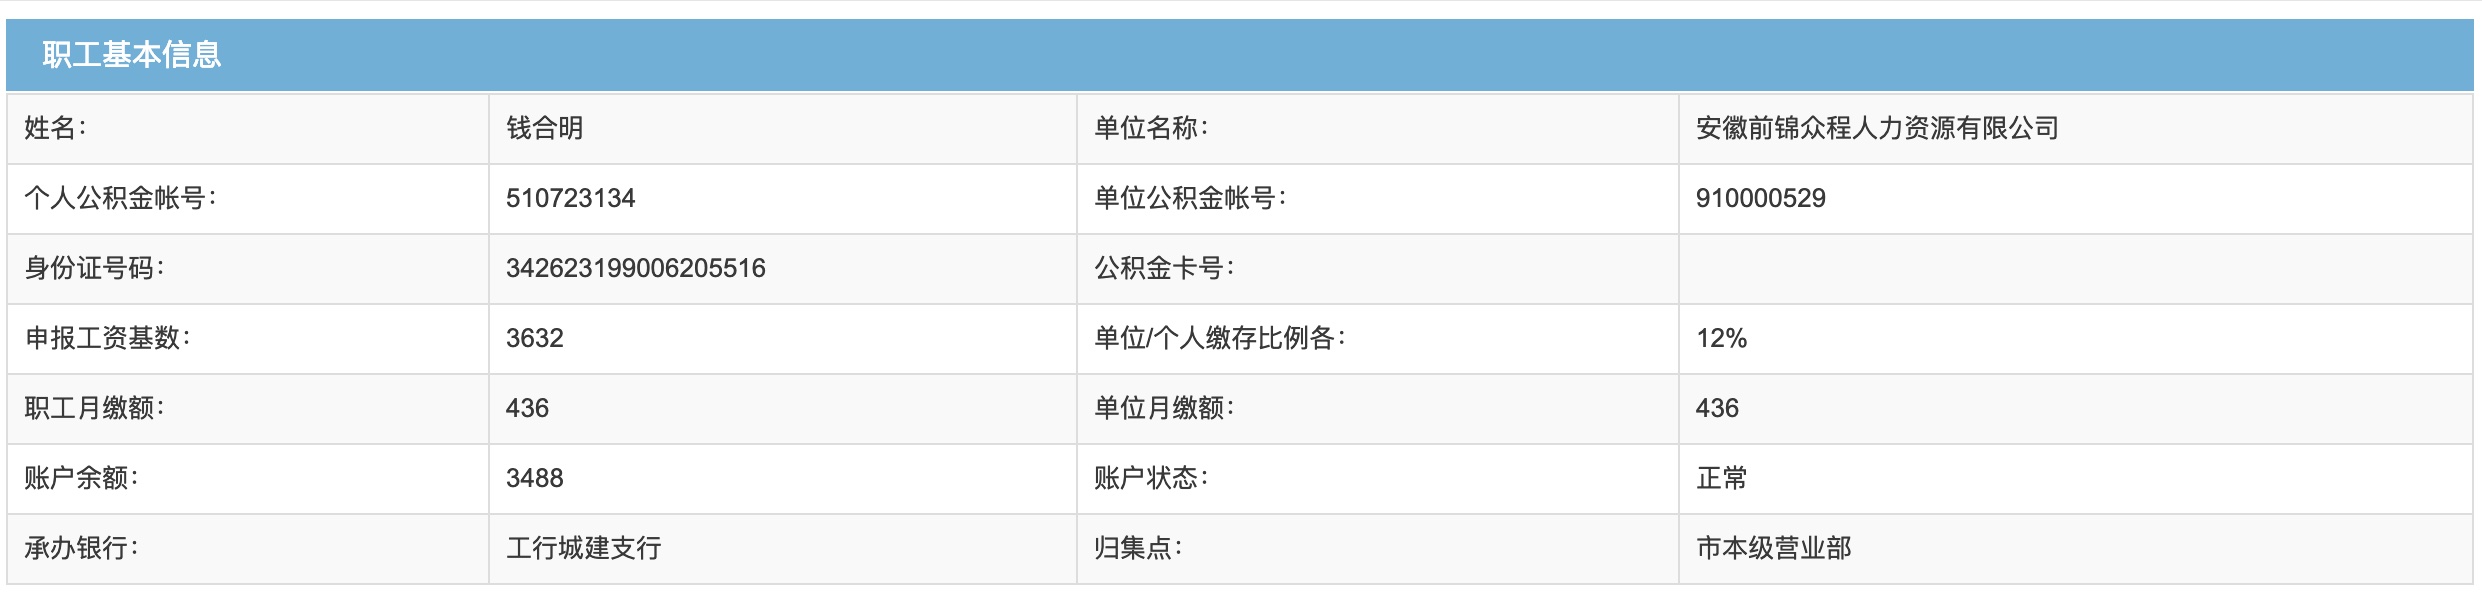 职工基本信息
姓名： 钱合明 单位名称： 安徽前锦众程人力资源有限公司
个人公积金帐号： 510723134 单位公积金帐号： 910000529
身份证号码： 342623199006205516 公积金卡号：
申报工资基数： 3632 单位/个人缴存比例各： 12%
职工月缴额： 436 单位月缴额： 436
账户余额： 3488 账户状态： 正常
承办银行： 工行城建支行 归集点： 市本级营业部